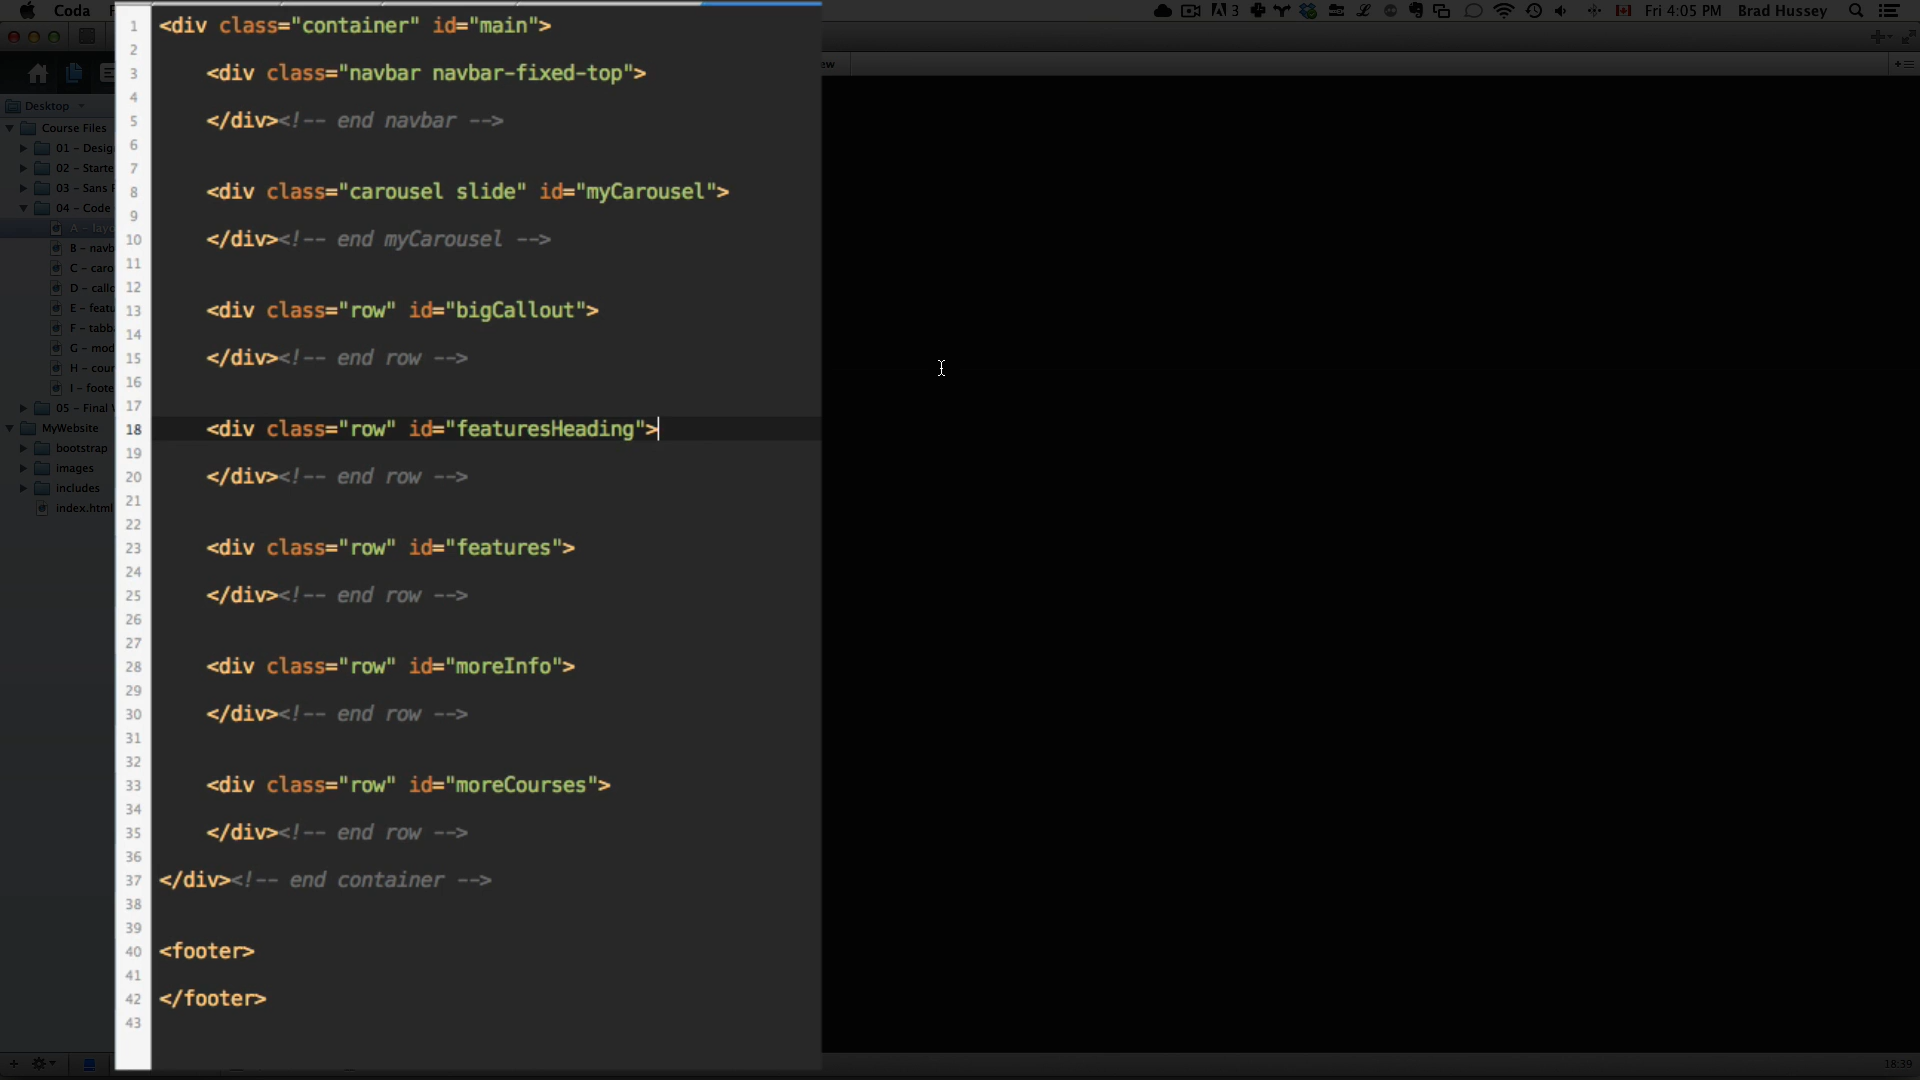 Coda
3
Fri 4:05 PM
Brad Hussey
Desktop
Course Files
01 - Desig
02 - Starte
03 - Sans
04 - Code
A - layo
B - navb
C - caro
D - callo
E - featu
F - tabb
G - mod
H - cour
I - foote
05 - Final
MyWebsite
bootstrap
images
includes
index.html
1 <div class="container" id="main">
2
3 <div class="navbar navbar-fixed-top">
4
5 </div><!-- end navbar -->
6
7
8 <div class="carousel slide" id="myCarousel">
9
10 </div><!-- end myCarousel -->
11
12
13 <div class="row" id="bigCallout">
14
15 </div><!-- end row -->
16
17
18 <div class="row" id="featuresHeading">
19
20 </div><!-- end row -->
21
22
23 <div class="row" id="features">
24
25 </div><!-- end row -->
26
27
28 <div class="row" id="moreInfo">
29
30 </div><!-- end row -->
31
32
33 <div class="row" id="moreCourses">
34
35 </div><!-- end row -->
36
37 </div><!-- end container -->
38
39
40 <footer>
41
42 </footer>
43
ew
18:39